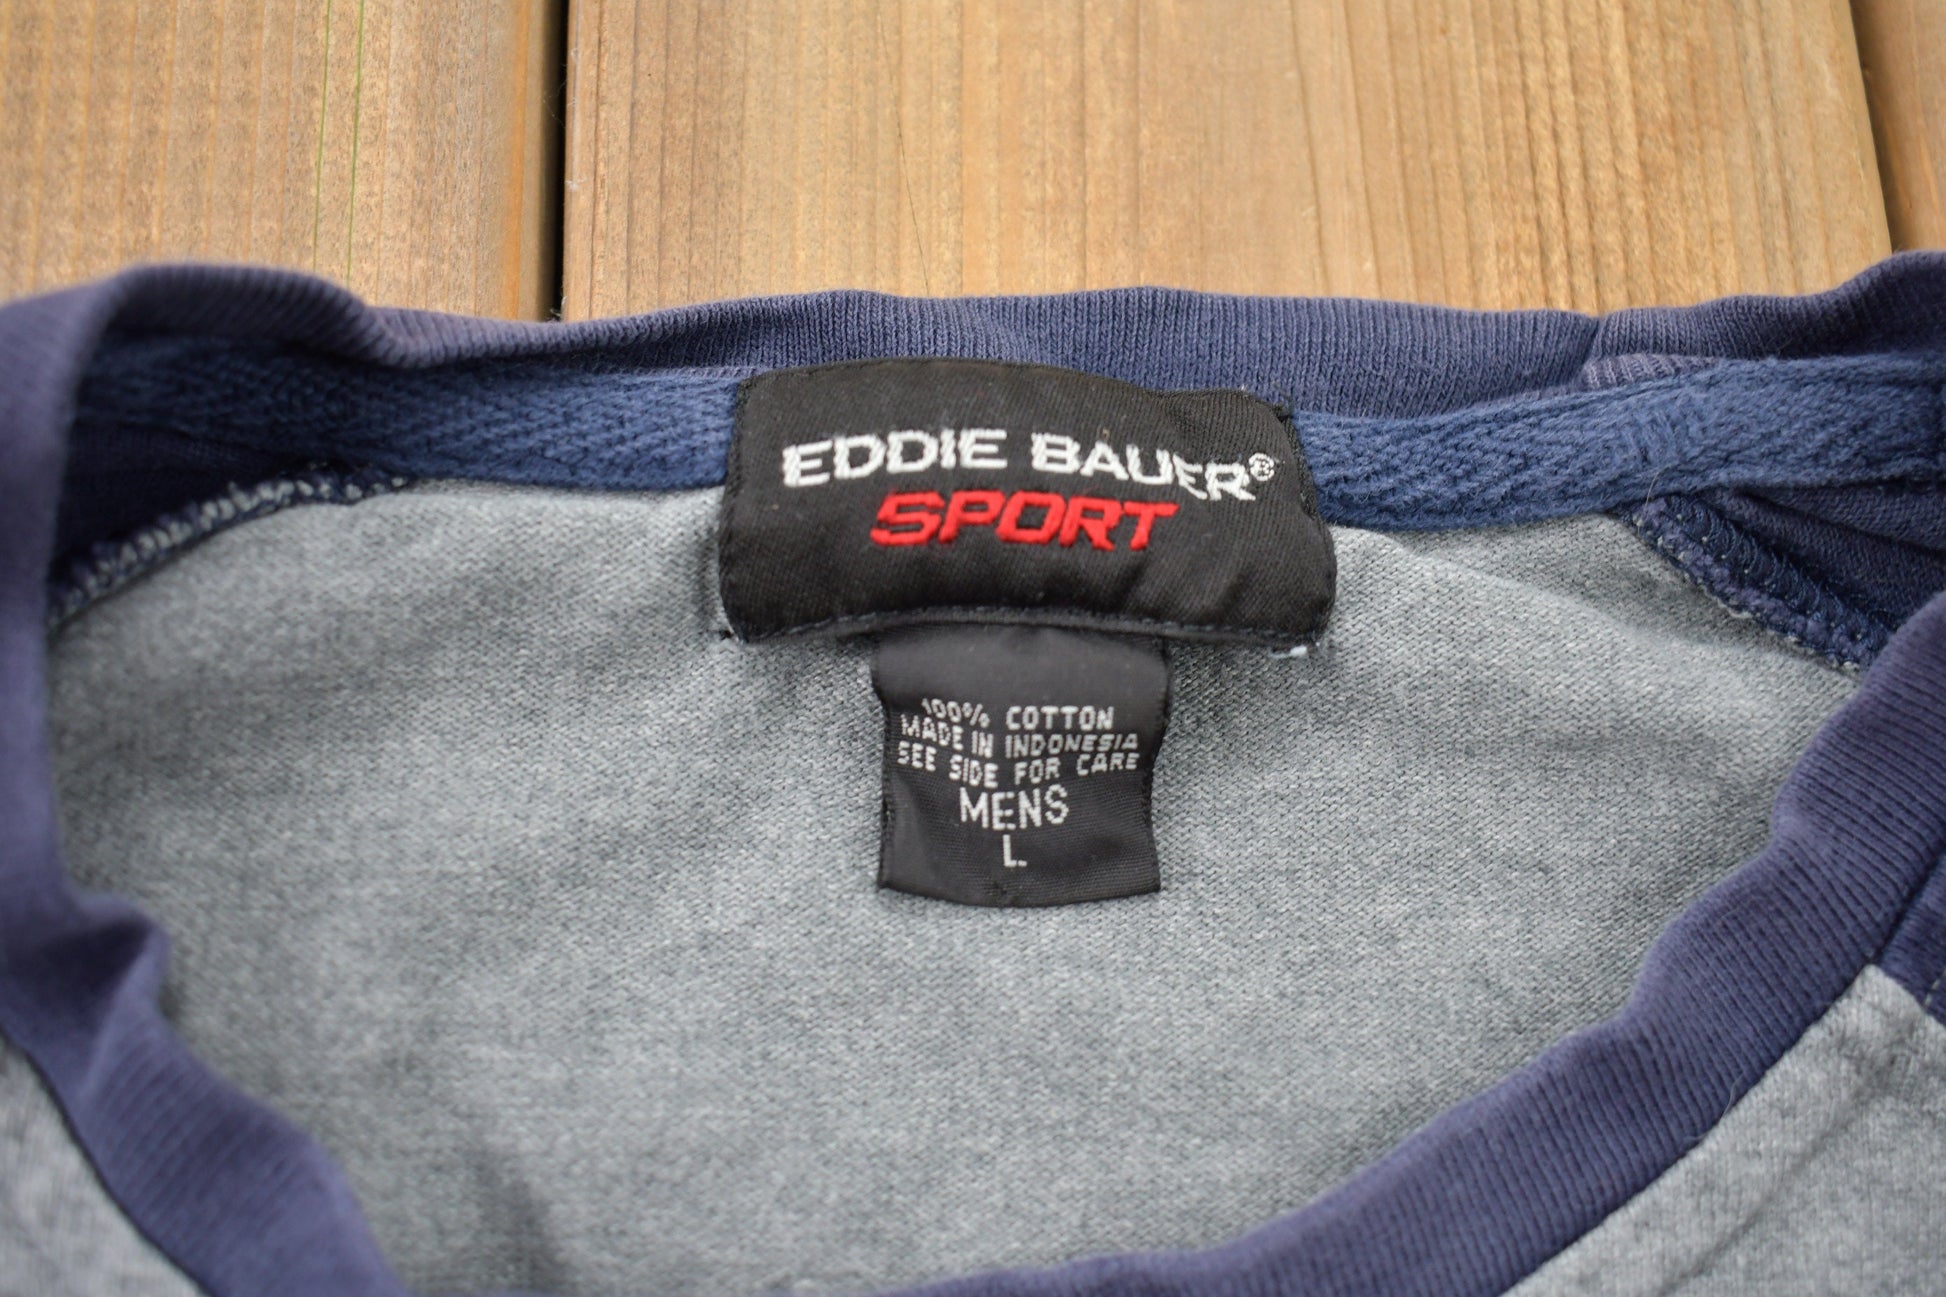 EDDIE BAUER®
SPORT
100% COTTON
MADE IN INDONESIA
SEE SIDE FOR CARE
MENS
L.